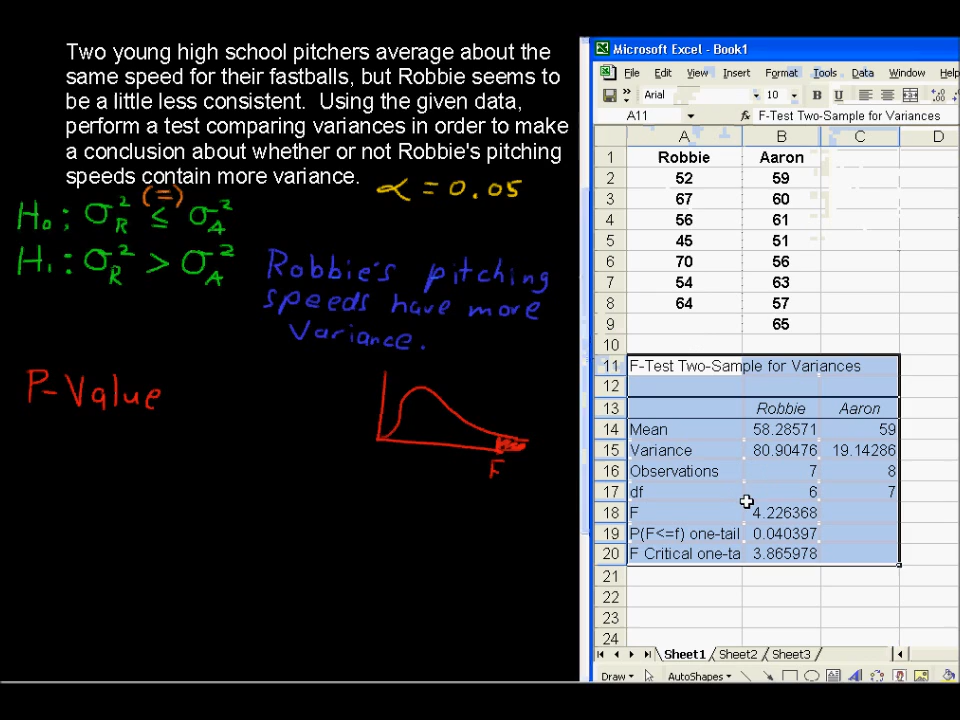 Two young high school pitchers average about the
same speed for their fastballs, but Robbie seems to
be a little less consistent.  Using the given data,
perform a test comparing variances in order to make
a conclusion about whether or not Robbie's pitching
speeds contain more variance.
α = 0.05
(=)
H₀ : σ²_R ≤ σ²_A
H₁ : σ²_R > σ²_A
Robbie's pitching
speeds have more
variance.
P-Value
F
Microsoft Excel - Book1
File Edit View Insert Format Tools Data Window Help
Arial 10 B U
A11 fx F-Test Two-Sample for Variances
A B C D
1 Robbie Aaron
2 52 59
3 67 60
4 56 61
5 45 51
6 70 56
7 54 63
8 64 57
9 65
10
11 F-Test Two-Sample for Variances
12
13 Robbie Aaron
14 Mean 58.28571 59
15 Variance 80.90476 19.14286
16 Observations 7 8
17 df 6 7
18 F 4.226368
19 P(F<=f) one-tail 0.040397
20 F Critical one-ta 3.865978
21
22
23
24
Sheet1 Sheet2 Sheet3
Draw AutoShapes